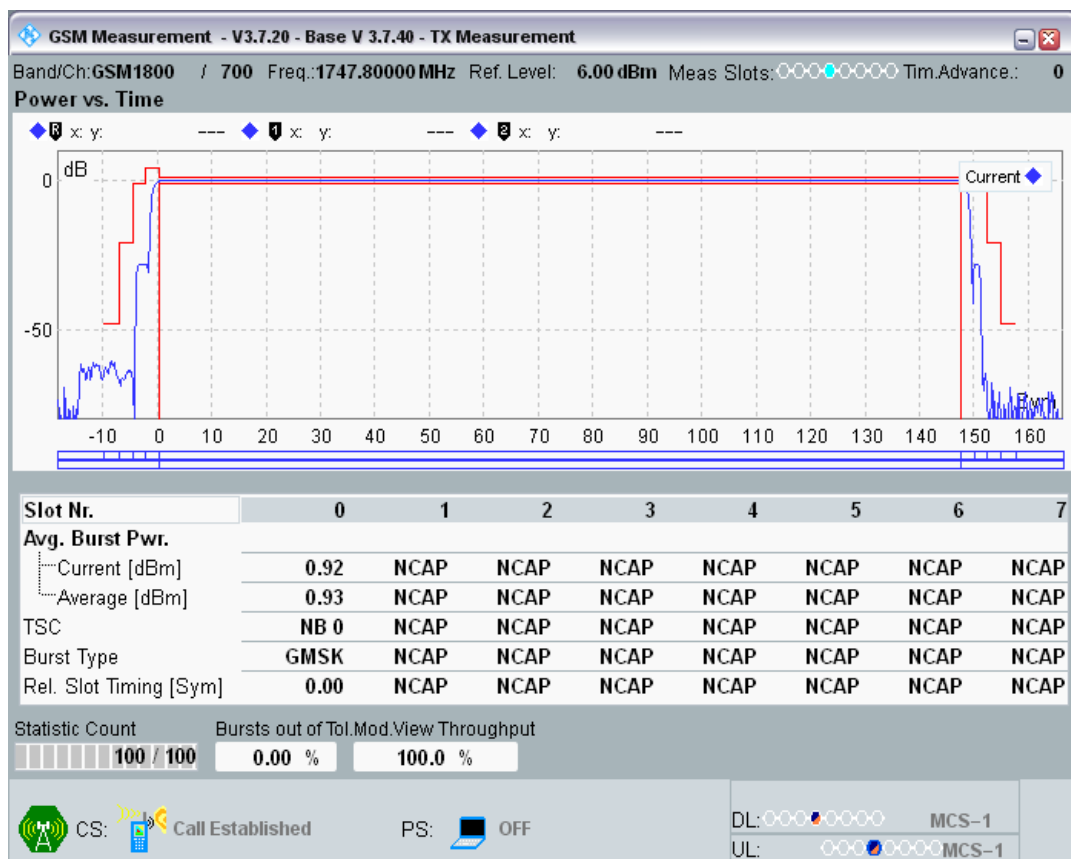 GSM Measurement - V3.7.20 - Base V 3.7.40 - TX Measurement
Band/Ch:GSM1800 / 700 Freq.:1747.80000 MHz Ref. Level: 6.00 dBm Meas Slots: Tim.Advance.: 0
Power vs. Time
R x: y: --- 1 x: y: --- 2 x: y: ---
dB
Current
0
-50
-10 0 10 20 30 40 50 60 70 80 90 100 110 120 130 140 150 160
Slot Nr. 0 1 2 3 4 5 6 7
Avg. Burst Pwr.
Current [dBm] 0.92 NCAP NCAP NCAP NCAP NCAP NCAP NCAP
Average [dBm] 0.93 NCAP NCAP NCAP NCAP NCAP NCAP NCAP
TSC NB 0 NCAP NCAP NCAP NCAP NCAP NCAP NCAP
Burst Type GMSK NCAP NCAP NCAP NCAP NCAP NCAP NCAP
Rel. Slot Timing [Sym] 0.00 NCAP NCAP NCAP NCAP NCAP NCAP NCAP
Statistic Count Bursts out of Tol. Mod.View Throughput
100 / 100 0.00 % 100.0 %
CS: Call Established PS: OFF DL: MCS-1
UL: MCS-1